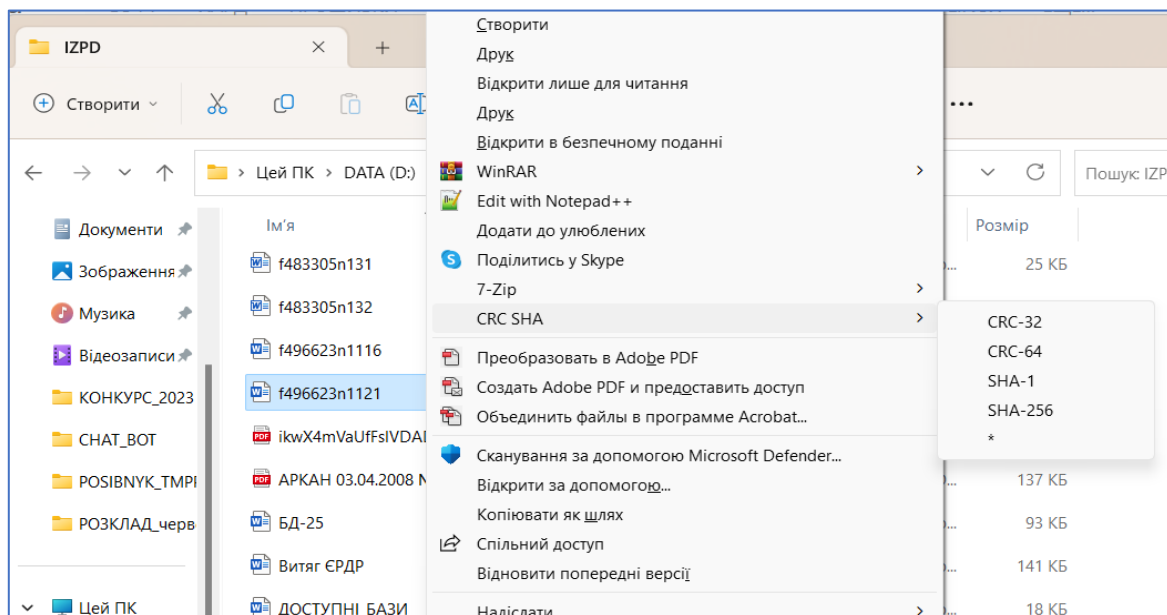 IZPD
Створити
Цей ПК > DATA (D:)
Пошук: IZP
Документи
Зображення
Музика
Відеозаписи
КОНКУРС_2023
CHAT_BOT
POSIBNYK_TMPI
РОЗКЛАД_черв
Цей ПК
Ім'я
Розмір
f483305n131
25 КБ
f483305n132
f496623n1116
f496623n1121
АРКАН 03.04.2008
137 КБ
БД-25
93 КБ
Витяг ЄРДР
141 КБ
ДОСТУПНІ БАЗИ
18 КБ
Створити
Друк
Відкрити лише для читання
Друк
Відкрити в безпечному поданні
WinRAR
Edit with Notepad++
Додати до улюблених
Поділитись у Skype
7-Zip
CRC SHA
Преобразовать в Adobe PDF
Создать Adobe PDF и предоставить доступ
Объединить файлы в программе Acrobat...
Сканування за допомогою Microsoft Defender...
Відкрити за допомогою...
Копіювати як шлях
Спільний доступ
Відновити попередні версії
Надіслати
CRC-32
CRC-64
SHA-1
SHA-256
*